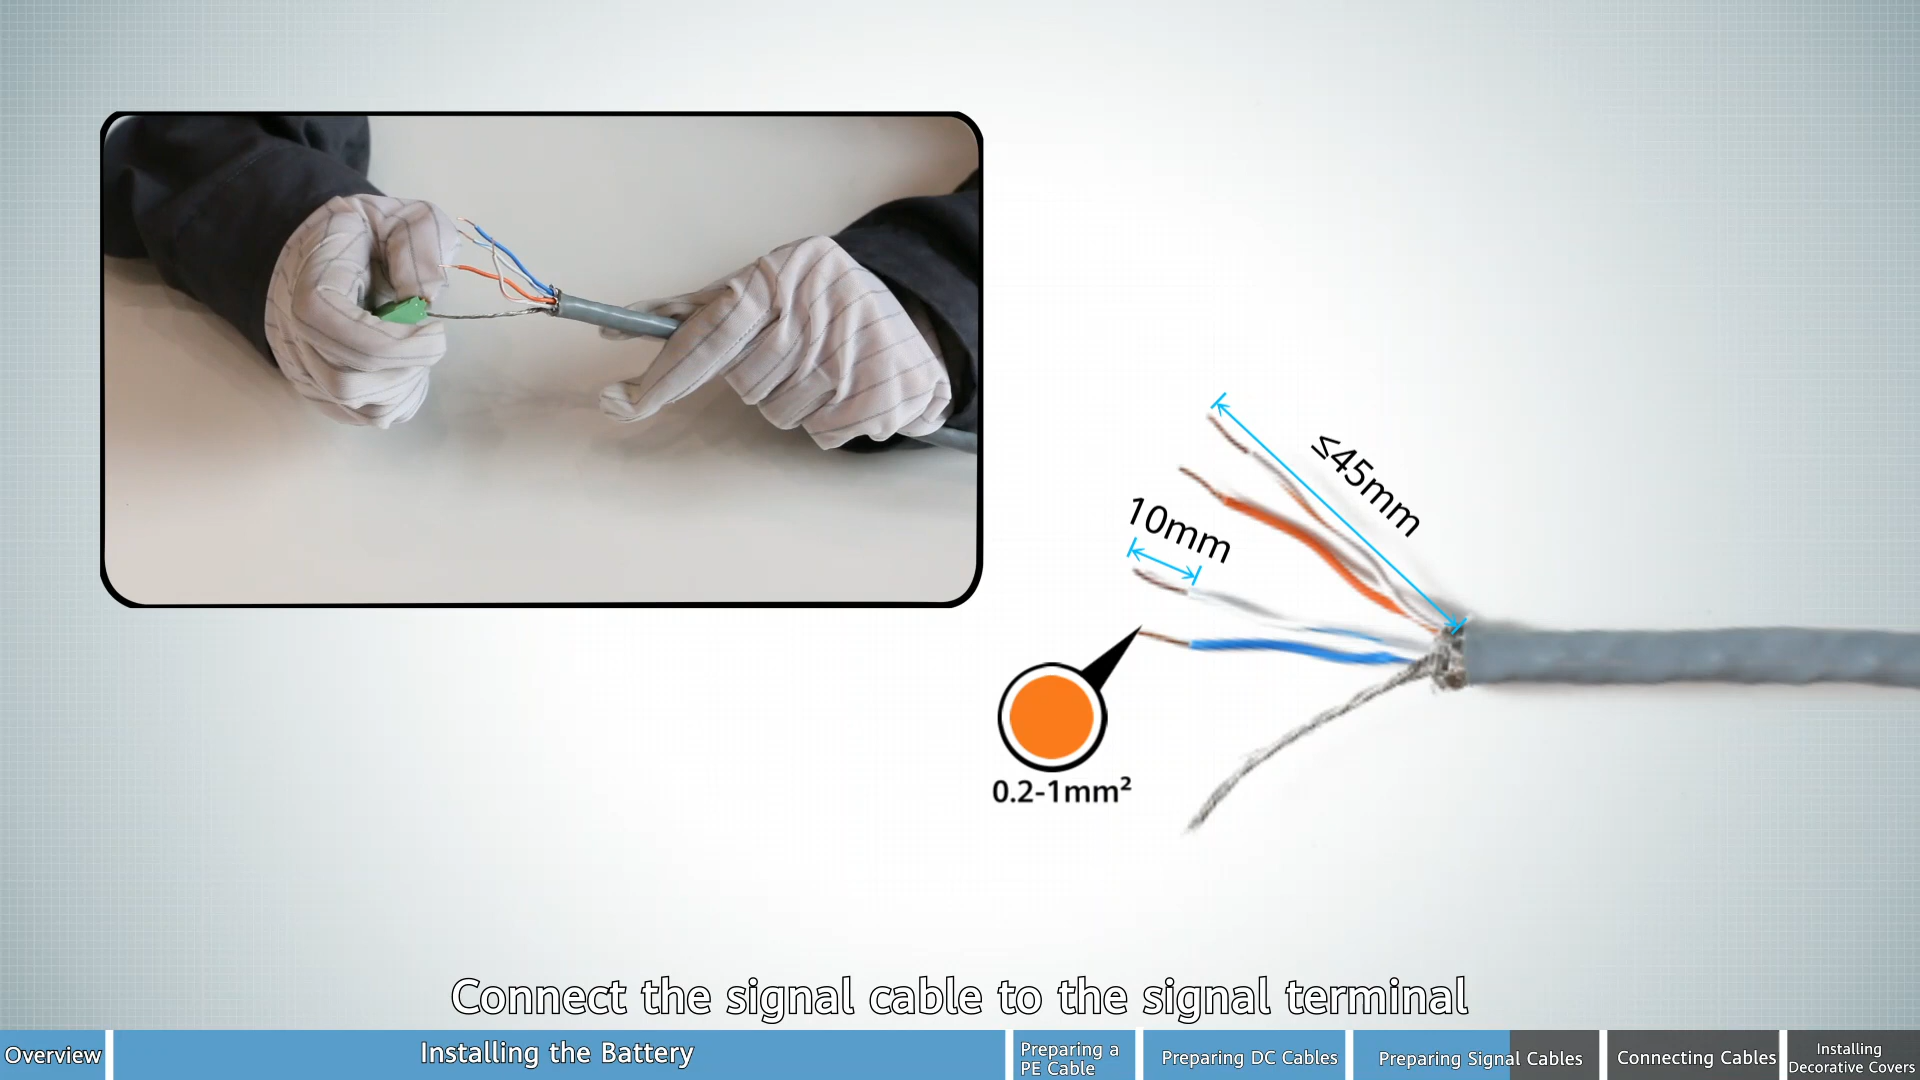 ≤45mm
10mm
0.2-1mm²
Connect the signal cable to the signal terminal
Overview
Installing the Battery
Preparing a
PE Cable
Preparing DC Cables
Preparing Signal Cables
Connecting Cables
Installing
Decorative Covers